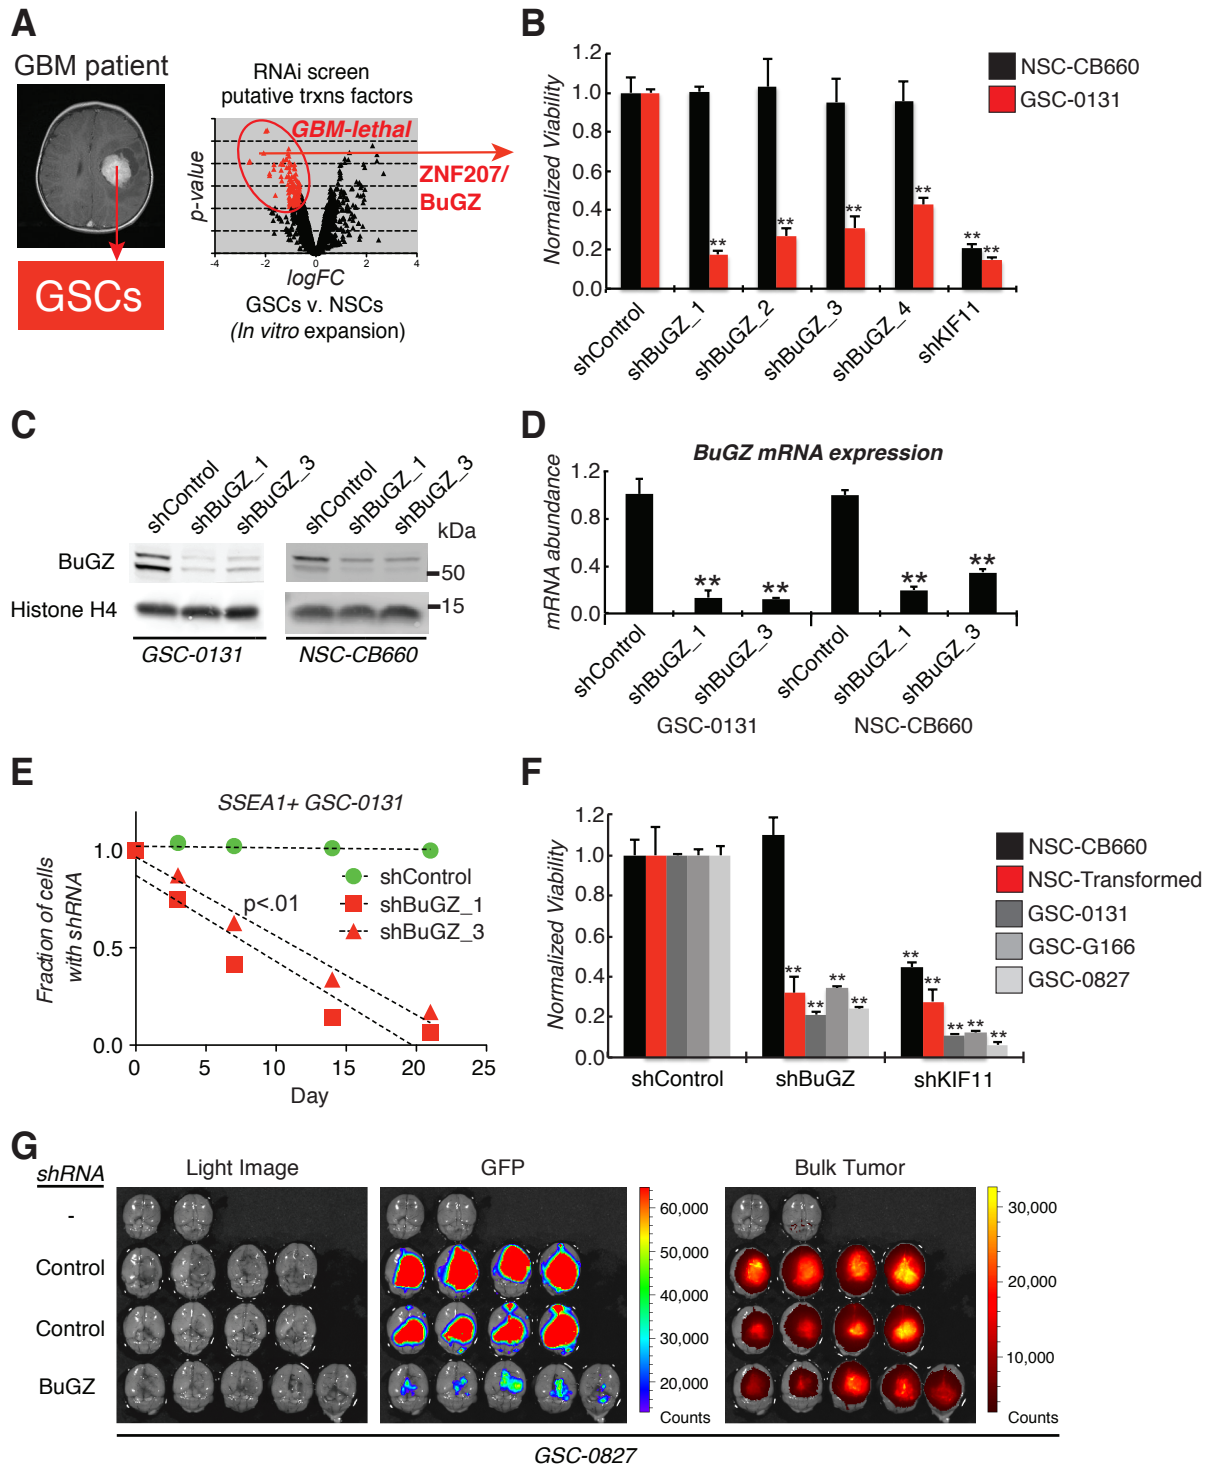 A
GBM patient
GSCs
RNAi screen
putative trxns factors
GBM-lethal
ZNF207/
BuGZ
p-value
-4 -2 0 2 4
logFC
GSCs v. NSCs
(In vitro expansion)
B
Normalized Viability
1.2
1.0
0.8
0.6
0.4
0.2
0.0
** ** ** ** ** **
shControl shBuGZ_1 shBuGZ_2 shBuGZ_3 shBuGZ_4 shKIF11
NSC-CB660
GSC-0131
C
shControl shBuGZ_1 shBuGZ_3 shControl shBuGZ_1 shBuGZ_3
kDa
BuGZ
50
Histone H4
15
GSC-0131 NSC-CB660
D
BuGZ mRNA expression
mRNA abundance
1.2
0.8
0.4
0.0
** ** ** **
shControl shBuGZ_1 shBuGZ_3 shControl shBuGZ_1 shBuGZ_3
GSC-0131 NSC-CB660
E
SSEA1+ GSC-0131
Fraction of cells
with shRNA
1.0
0.5
0.0
p<.01
shControl
shBuGZ_1
shBuGZ_3
0 5 10 15 20 25
Day
F
Normalized Viability
1.2
1.0
0.8
0.6
0.4
0.2
0.0
** ** ** ** ** ** ** ** **
shControl shBuGZ shKIF11
NSC-CB660
NSC-Transformed
GSC-0131
GSC-G166
GSC-0827
G
shRNA
Light Image GFP Bulk Tumor
-
Control
Control
BuGZ
60,000
50,000
40,000
30,000
20,000
Counts
30,000
20,000
10,000
Counts
GSC-0827